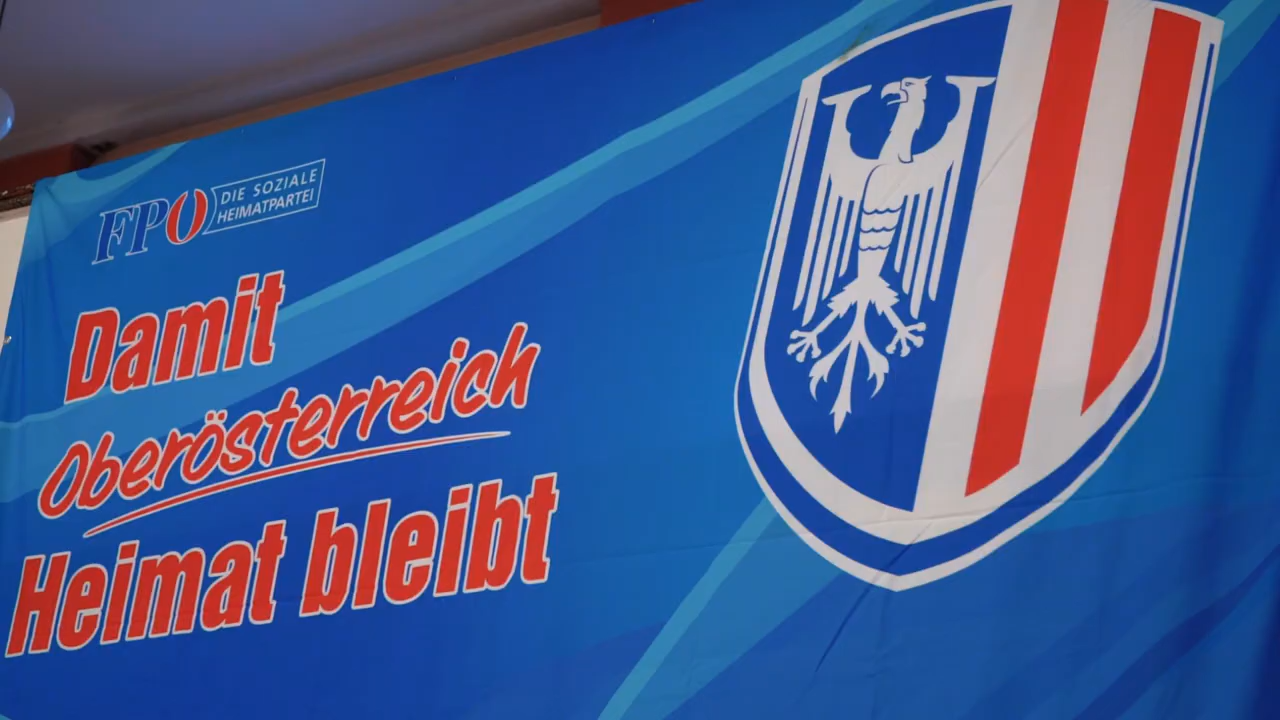 FPÖ
DIE SOZIALE
HEIMATPARTEI
Damit
Oberösterreich
Heimat bleibt